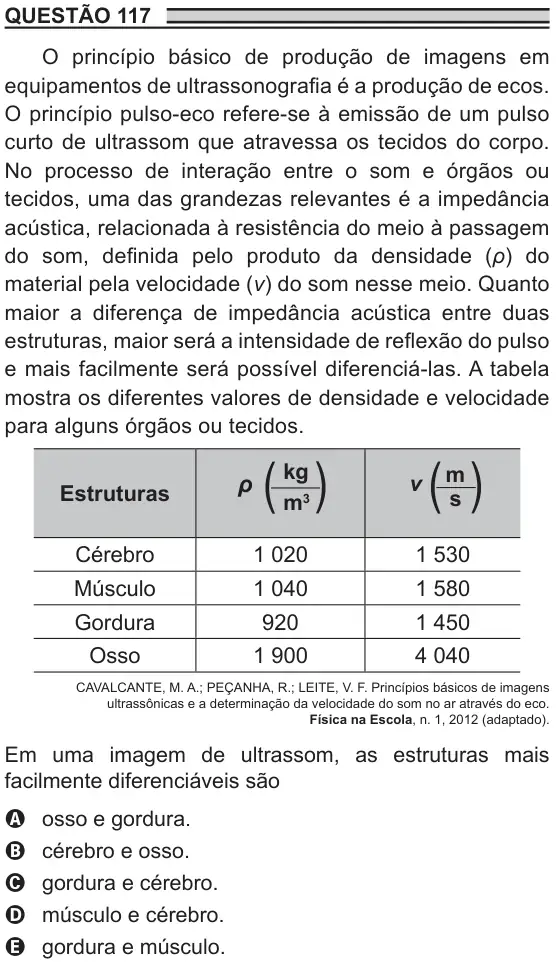 QUESTÃO 117
O princípio básico de produção de imagens em
equipamentos de ultrassonografia é a produção de ecos.
O princípio pulso-eco refere-se à emissão de um pulso
curto de ultrassom que atravessa os tecidos do corpo.
No processo de interação entre o som e órgãos ou
tecidos, uma das grandezas relevantes é a impedância
acústica, relacionada à resistência do meio à passagem
do som, definida pelo produto da densidade (ρ) do
material pela velocidade (v) do som nesse meio. Quanto
maior a diferença de impedância acústica entre duas
estruturas, maior será a intensidade de reflexão do pulso
e mais facilmente será possível diferenciá-las. A tabela
mostra os diferentes valores de densidade e velocidade
para alguns órgãos ou tecidos.
Estruturas ρ (kg/m³) v (m/s)
Cérebro 1 020 1 530
Músculo 1 040 1 580
Gordura 920 1 450
Osso 1 900 4 040
CAVALCANTE, M. A.; PEÇANHA, R.; LEITE, V. F. Princípios básicos de imagens
ultrassônicas e a determinação da velocidade do som no ar através do eco.
Física na Escola, n. 1, 2012 (adaptado).
Em uma imagem de ultrassom, as estruturas mais
facilmente diferenciáveis são
A osso e gordura.
B cérebro e osso.
C gordura e cérebro.
D músculo e cérebro.
E gordura e músculo.